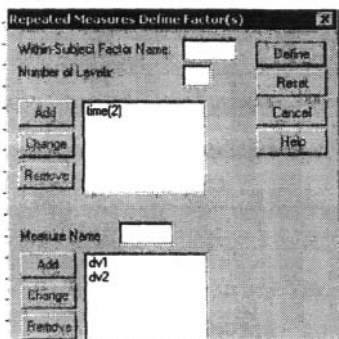 Repeated Measures Define Factor(s)
Within-Subject Factor Name:
Define
Number of Levels:
Reset
Add
time(2)
Cancel
Change
Help
Remove
Measure Name
Add
dv1
Change
dv2
Remove